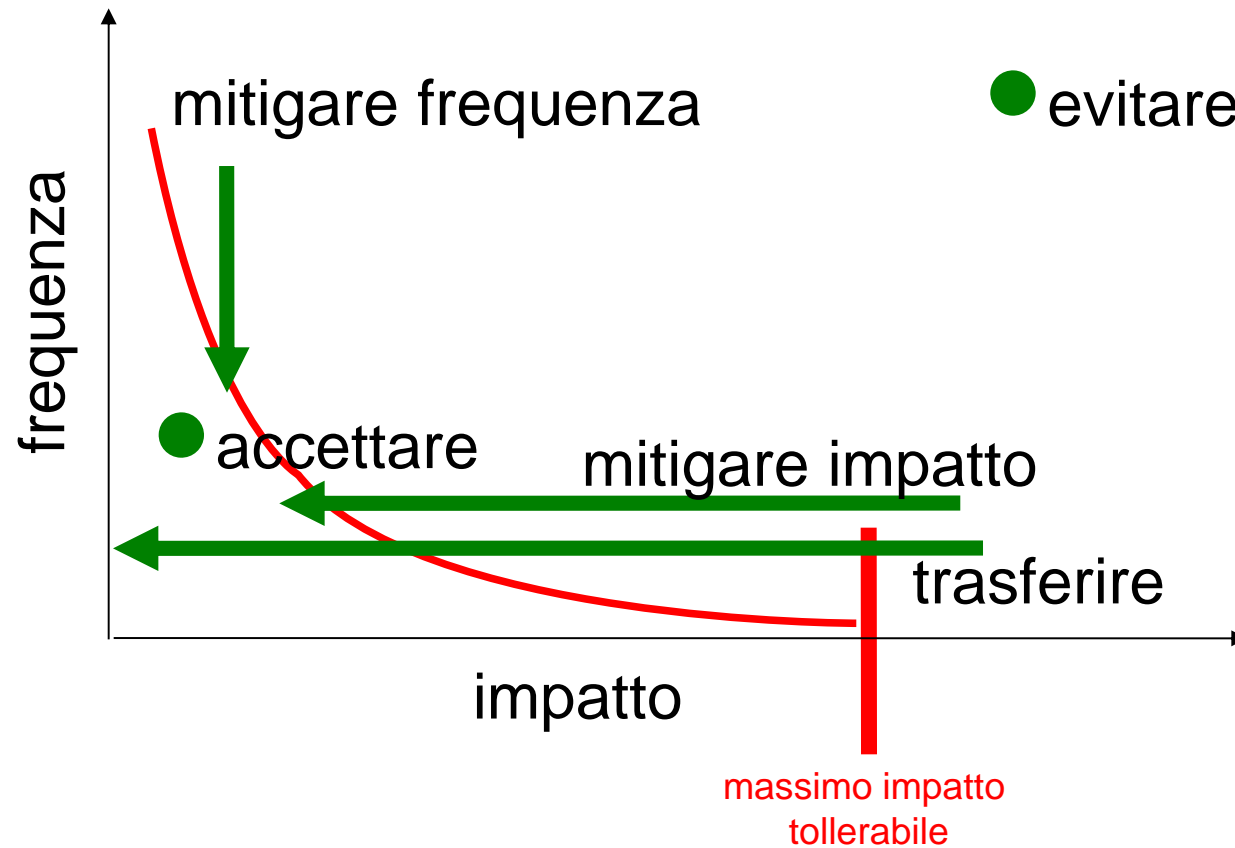 mitigare frequenza
evitare
frequenza
accettare
mitigare impatto
trasferire
impatto
massimo impatto
tollerabile